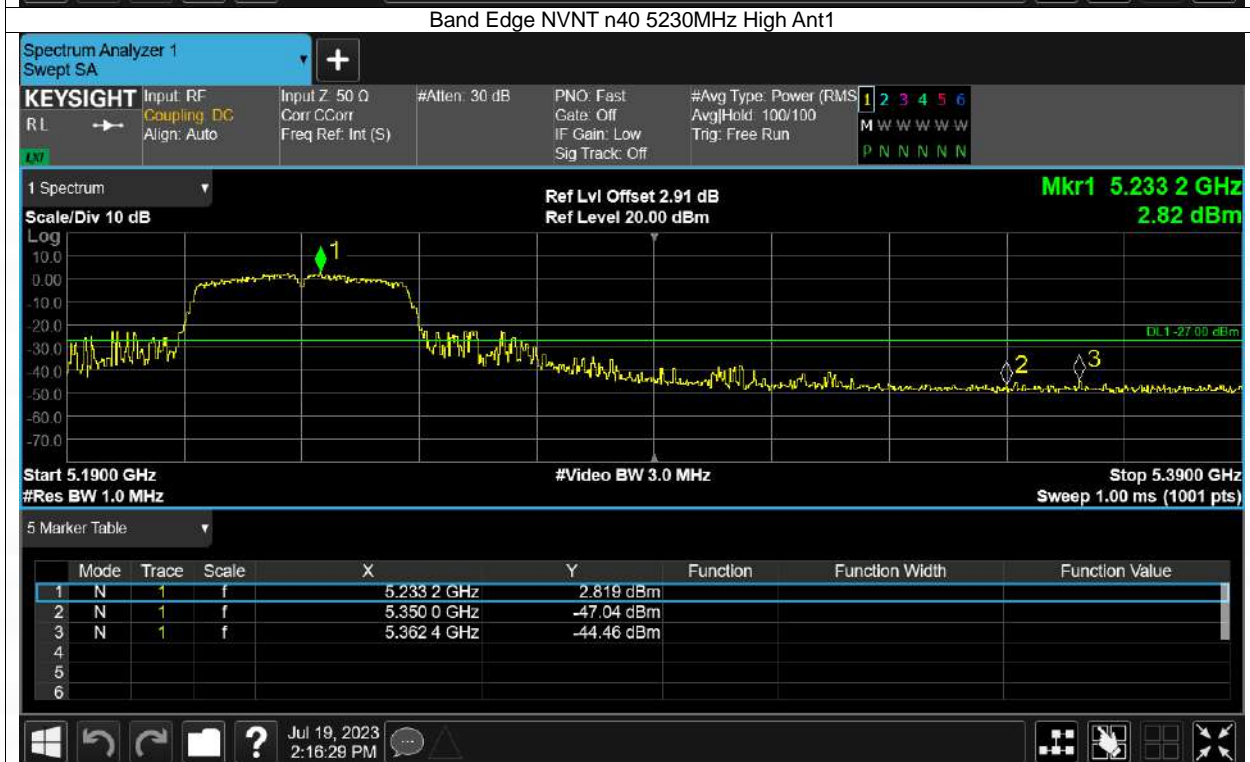 Band Edge NVNT n40 5230MHz High Ant1
Spectrum Analyzer 1
Swept SA
+
KEYSIGHT Input: RF Input Z: 50 Ω #Atten: 30 dB PNO: Fast #Avg Type: Power (RMS 1 2 3 4 5 6
RL Coupling: DC Corr CCorr Gate: Off Avg|Hold: 100/100 M W W W W W
Align: Auto Freq Ref: Int (S) IF Gain: Low Trig: Free Run
LXI Sig Track: Off P N N N N N
1 Spectrum Ref Lvl Offset 2.91 dB Mkr1 5.233 2 GHz
Scale/Div 10 dB Ref Level 20.00 dBm 2.82 dBm
Log
10.0
0.00
-10.0
-20.0
-30.0
-40.0
-50.0
-60.0
-70.0
1
DL1 -27.00 dBm
2 3
Start 5.1900 GHz #Video BW 3.0 MHz Stop 5.3900 GHz
#Res BW 1.0 MHz Sweep 1.00 ms (1001 pts)
5 Marker Table
Mode Trace Scale X Y Function Function Width Function Value
1 N 1 f 5.233 2 GHz 2.819 dBm
2 N 1 f 5.350 0 GHz -47.04 dBm
3 N 1 f 5.362 4 GHz -44.46 dBm
4
5
6
? Jul 19, 2023
2:16:29 PM